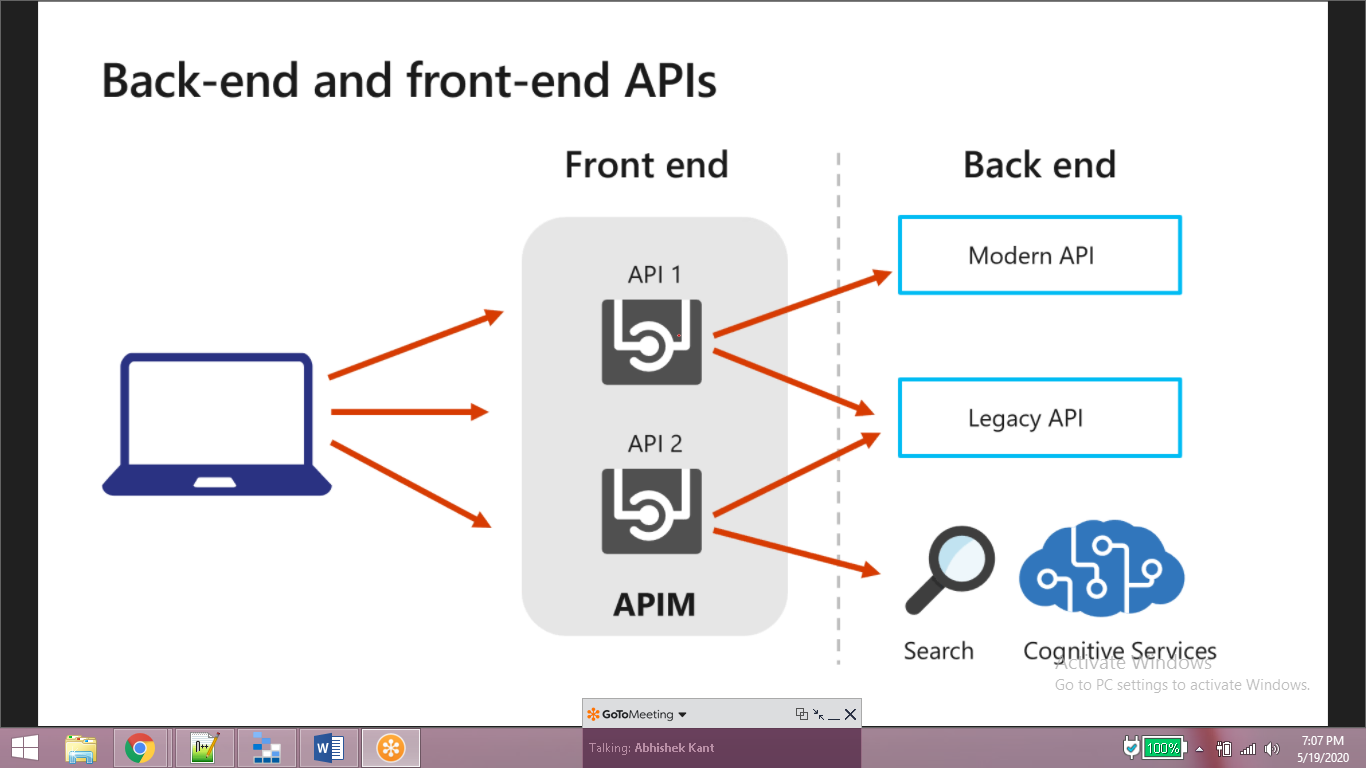 Back-end and front-end APIs
Front end
Back end
API 1
Modern API
Legacy API
API 2
APIM
Search
Cognitive Services
Activate Windows
Go to PC settings to activate Windows.
GoToMeeting
Talking: Abhishek Kant
n++
W
100%
7:07 PM
5/19/2020